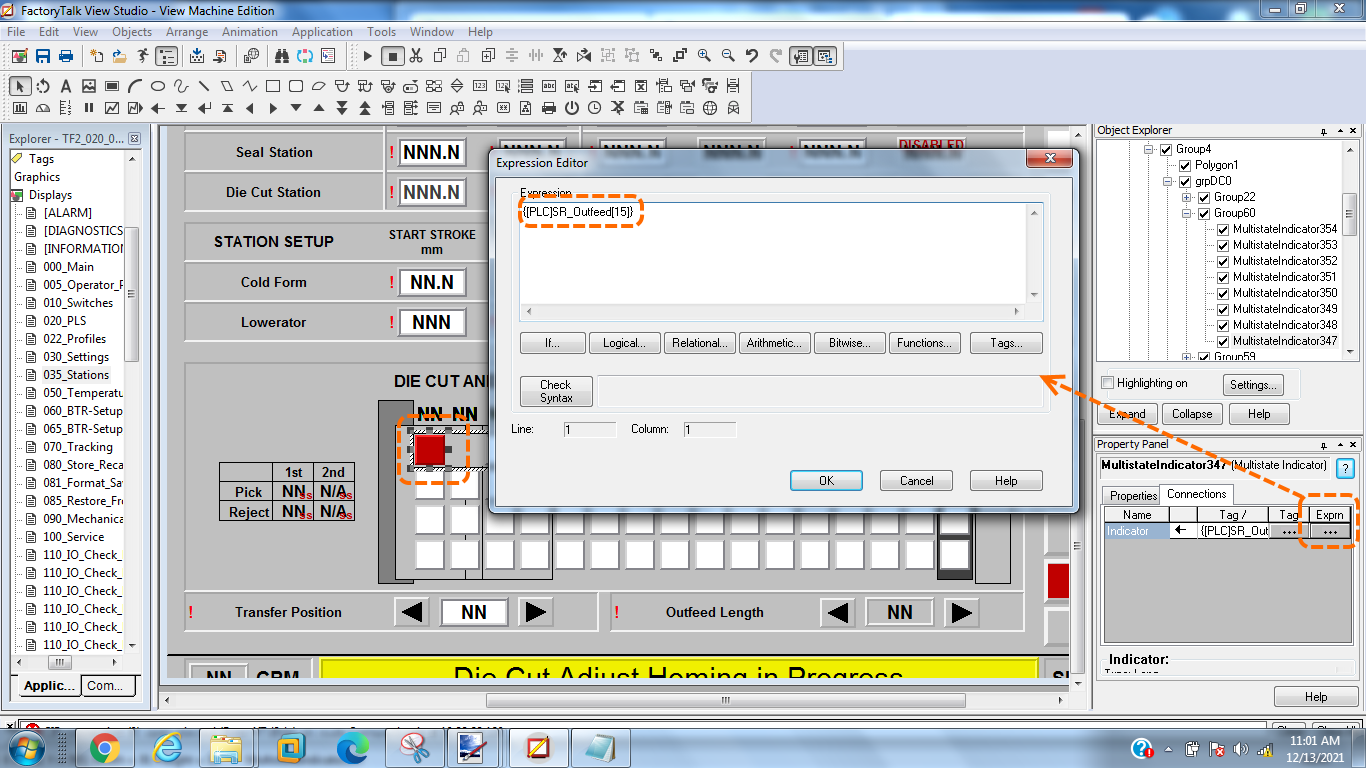 FactoryTalk View Studio - View Machine Edition
File Edit View Objects Arrange Animation Application Tools Window Help
Explorer - TF2_020_0...
Tags
Graphics
Displays
[ALARM]
[DIAGNOSTICS
[INFORMATION
000_Main
005_Operator_P
010_Switches
020_PLS
022_Profiles
030_Settings
035_Stations
050_Temperatu
060_BTR-Setup
065_BTR-Setup
070_Tracking
080_Store_Reca
081_Format_Sav
085_Restore_Fr
090_Mechanica
100_Service
110_IO_Check_
110_IO_Check_
110_IO_Check_
110_IO_Check_
110_IO_Check_
110_IO_Check_
Applic... Com...
Seal Station ! NNN.N
DISABLED
Die Cut Station ! NNN.N
STATION SETUP START STROKE
mm
Cold Form ! NN.N
Lowerator ! NNN
DIE CUT AN
NN NN
1st 2nd
Pick NN SS N/A SS
Reject NN SS N/A SS
! Transfer Position NN ! Outfeed Length NN
NN CPM Die Cut Adjust Homing in Progress
Expression Editor
Expression
{[PLC]SR_Outfeed[15]}
If... Logical... Relational... Arithmetic... Bitwise... Functions... Tags...
Check
Syntax
Line: 1 Column: 1
OK Cancel Help
Object Explorer
Group4
Polygon1
grpDC0
Group22
Group60
MultistateIndicator354
MultistateIndicator353
MultistateIndicator352
MultistateIndicator351
MultistateIndicator350
MultistateIndicator349
MultistateIndicator348
MultistateIndicator347
Group59
Highlighting on Settings...
Expand Collapse Help
Property Panel
MultistateIndicator347 (Multistate Indicator) ?
Properties Connections
Name Tag / Tag Exprn
Indicator {[PLC]SR_Out ... ...
Indicator:
Help
11:01 AM
12/13/2021